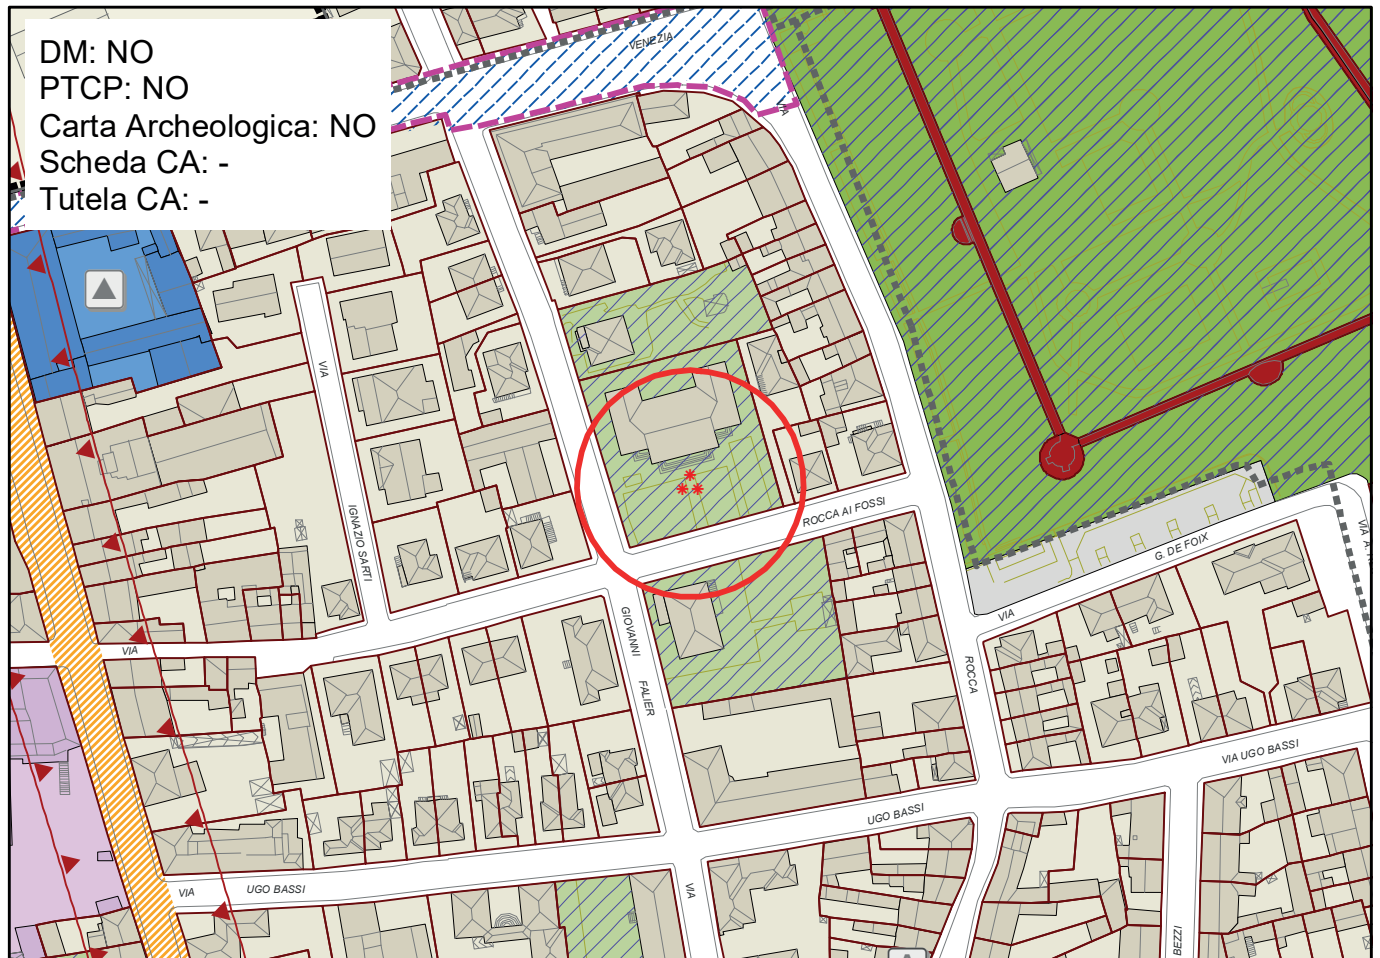 DM: NO
PTCP: NO
Carta Archeologica: NO
Scheda CA: -
Tutela CA: -
VENEZIA
VIA
VIA
IGNAZIO SARTI
ROCCA AI FOSSI
G. DE FOIX
VIA
VIA
GIOVANNI
FALIER
ROCCA
VIA UGO BASSI
UGO BASSI
VIA
UGO BASSI
VIA
BEZZI